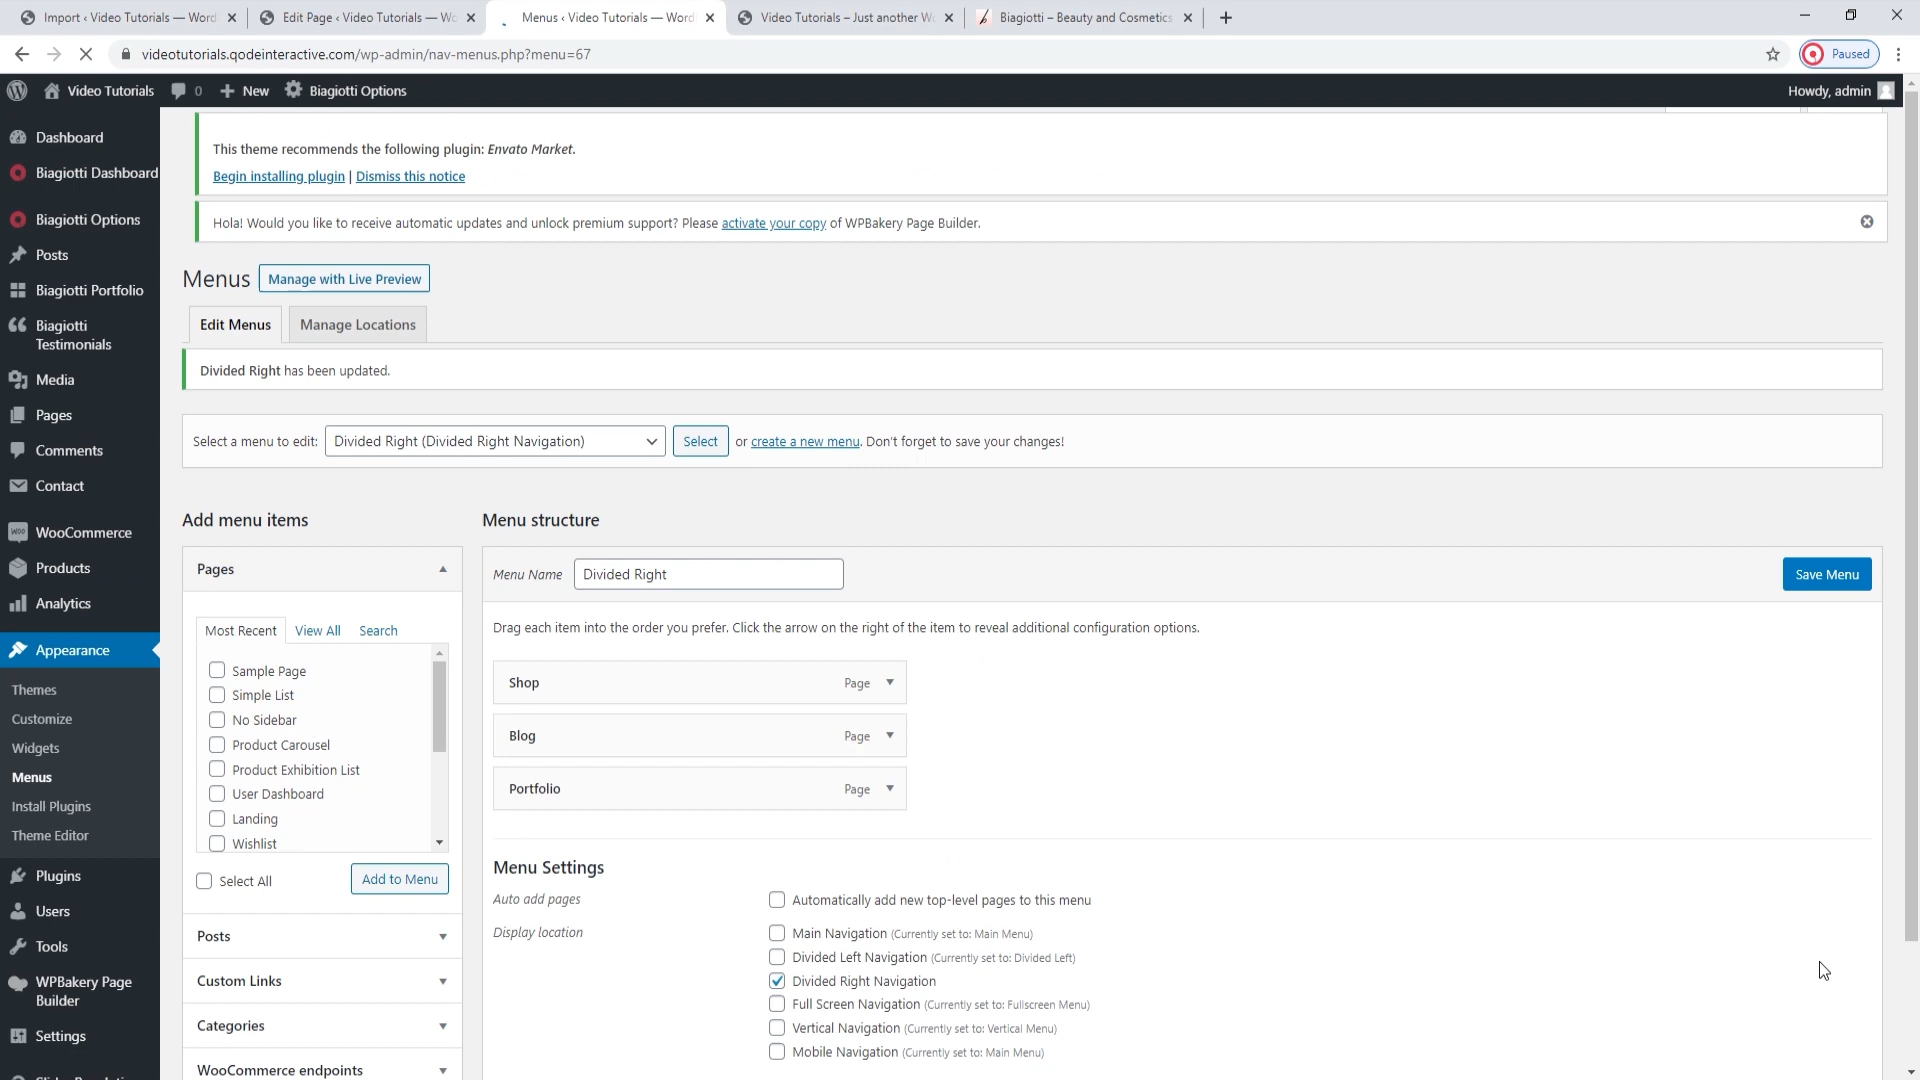 Import ‹ Video Tutorials — Word
Edit Page ‹ Video Tutorials — Wo
Menus ‹ Video Tutorials — Word
Video Tutorials – Just another Wo
Biagiotti – Beauty and Cosmetics
videotutorials.qodeinteractive.com/wp-admin/nav-menus.php?menu=67
Paused
Video Tutorials
0
New
Biagiotti Options
Howdy, admin
Dashboard
Biagiotti Dashboard
Biagiotti Options
Posts
Biagiotti Portfolio
Biagiotti
Testimonials
Media
Pages
Comments
Contact
WooCommerce
Products
Analytics
Appearance
Themes
Customize
Widgets
Menus
Install Plugins
Theme Editor
Plugins
Users
Tools
WPBakery Page
Builder
Settings
This theme recommends the following plugin: Envato Market.
Begin installing plugin | Dismiss this notice
Hola! Would you like to receive automatic updates and unlock premium support? Please activate your copy of WPBakery Page Builder.
Menus
Manage with Live Preview
Edit Menus
Manage Locations
Divided Right has been updated.
Select a menu to edit:
Divided Right (Divided Right Navigation)
Select
or create a new menu. Don't forget to save your changes!
Add menu items
Pages
Most Recent
View All
Search
Sample Page
Simple List
No Sidebar
Product Carousel
Product Exhibition List
User Dashboard
Landing
Wishlist
Select All
Add to Menu
Posts
Custom Links
Categories
WooCommerce endpoints
Menu structure
Menu Name
Divided Right
Save Menu
Drag each item into the order you prefer. Click the arrow on the right of the item to reveal additional configuration options.
Shop
Page
Blog
Page
Portfolio
Page
Menu Settings
Auto add pages
Automatically add new top-level pages to this menu
Display location
Main Navigation (Currently set to: Main Menu)
Divided Left Navigation (Currently set to: Divided Left)
Divided Right Navigation
Full Screen Navigation (Currently set to: Fullscreen Menu)
Vertical Navigation (Currently set to: Vertical Menu)
Mobile Navigation (Currently set to: Main Menu)